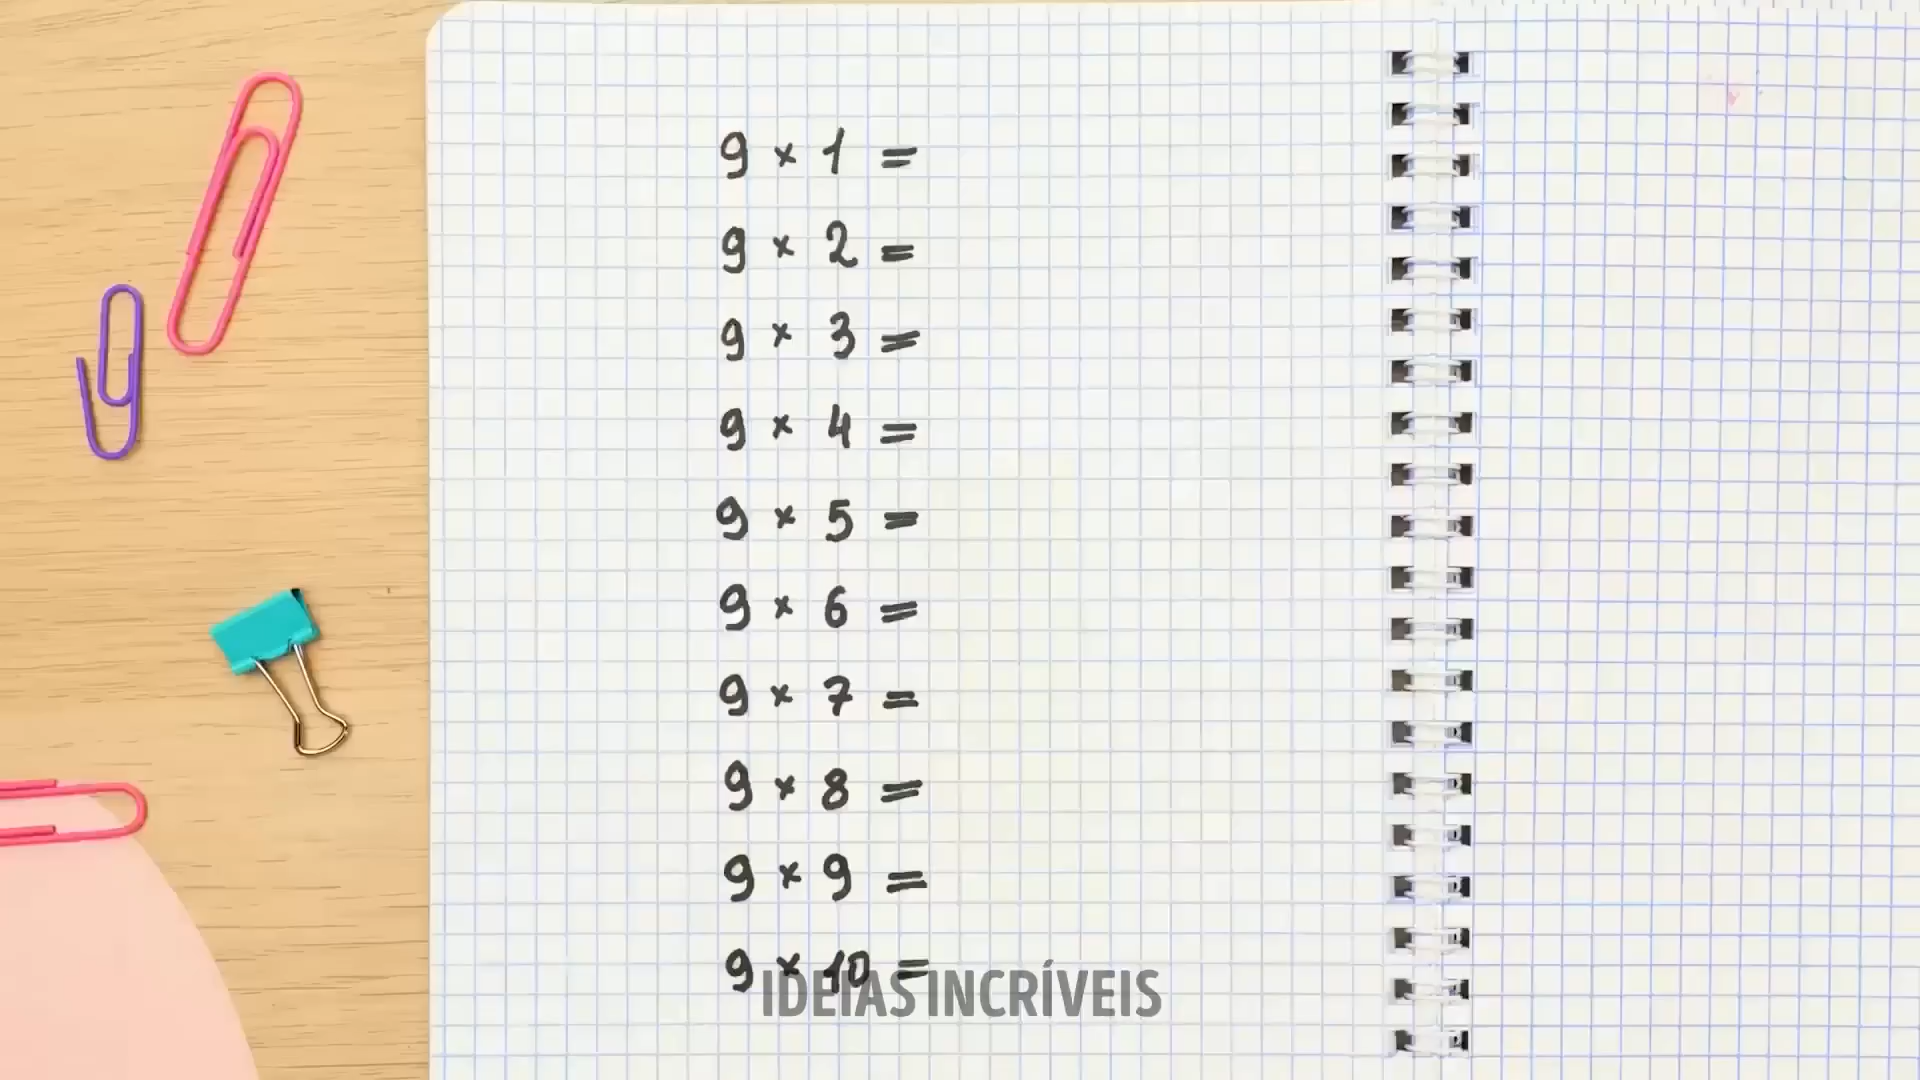 9 × 1 =
9 × 2 =
9 × 3 =
9 × 4 =
9 × 5 =
9 × 6 =
9 × 7 =
9 × 8 =
9 × 9 =
9 × 10 =
IDEIAS INCRÍVEIS